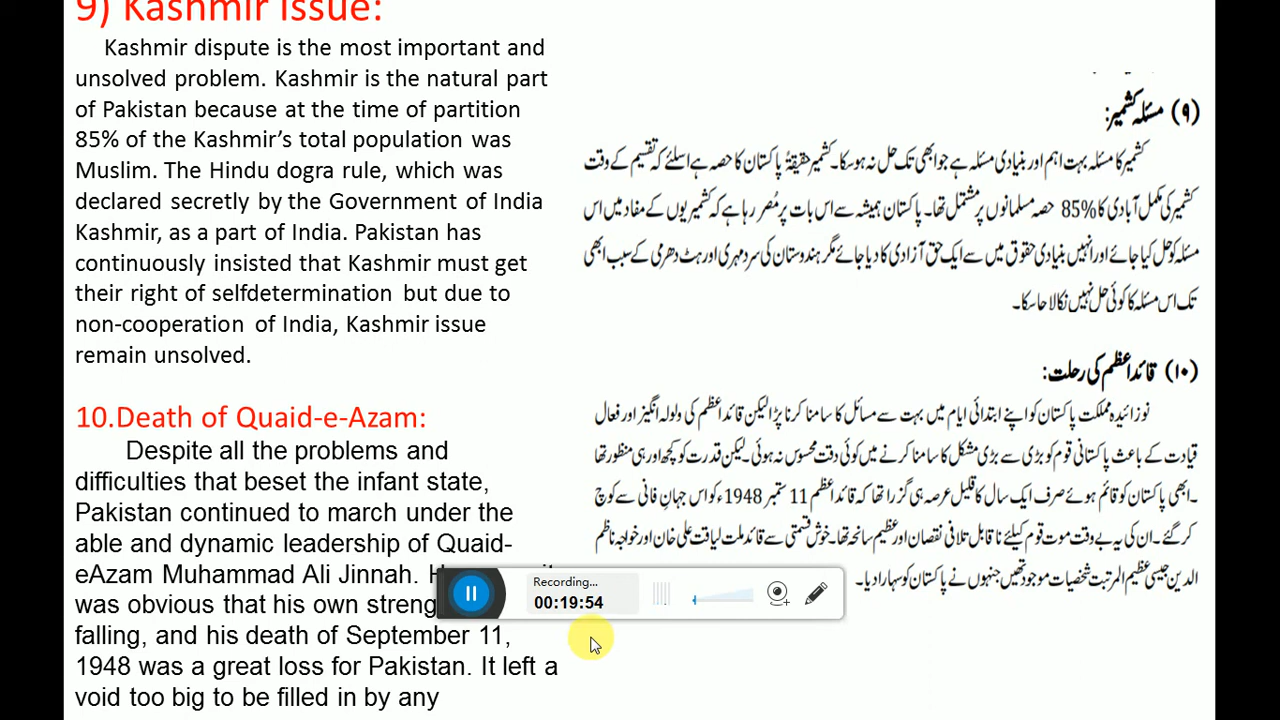 9) Kashmir Issue:
Kashmir dispute is the most important and
unsolved problem. Kashmir is the natural part
of Pakistan because at the time of partition
85% of the Kashmir’s total population was
Muslim. The Hindu dogra rule, which was
declared secretly by the Government of India
Kashmir, as a part of India. Pakistan has
continuously insisted that Kashmir must get
their right of selfdetermination but due to
non-cooperation of India, Kashmir issue
remain unsolved.
10.Death of Quaid-e-Azam:
Despite all the problems and
difficulties that beset the infant state,
Pakistan continued to march under the
able and dynamic leadership of Quaid-
eAzam Muhammad Ali Jinnah.
was obvious that his own
falling, and his death of September 11,
1948 was a great loss for Pakistan. It left a
void too big to be filled in by any
(۹) مسئلہ کشمیر:
کشمیر کا مسئلہ بہت اہم اور بنیادی مسئلہ ہے جو ابھی تک حل نہ ہوسکا۔ کشمیر حقیقۃً پاکستان کا حصہ ہے اسلئے کہ تقسیم کے وقت
کشمیر کی مکمل آبادی کا %85 حصہ مسلمانوں پر مشتمل تھا۔ پاکستان ہمیشہ سے اس بات پر مُصر رہا ہے کہ کشمیریوں کے مفاد میں اس
مسئلہ کو حل کیا جائے اور انہیں بنیادی حقوق میں سے ایک حق آزادی کا دیا جائے مگر ہندوستان کی سرد مہری اور ہٹ دھرمی کے سبب ابھی
تک اس مسئلہ کا کوئی حل نہیں نکالا جاسکا۔
(۱۰) قائداعظم کی رحلت:
نوزائیدہ مملکت پاکستان کو اپنے ابتدائی ایام میں بہت سے مسائل کا سامنا کرنا پڑا لیکن قائداعظم کی ولولہ انگیز اور فعال
قیادت کے باعث پاکستانی قوم کو بڑی سے بڑی مشکل کا سامنا کرنے میں کوئی دقت محسوس نہ ہوئی۔ لیکن قدرت کو کچھ اور ہی منظور تھا
۔ ابھی پاکستان کو قائم ہوئے صرف ایک سال کا قلیل عرصہ ہی گزرا تھا کہ قائداعظم 11 ستمبر 1948ء کو اس جہانِ فانی سے کوچ
کرگئے۔ ان کی یہ بے وقت موت قوم کیلئے ناقابل تلافی نقصان اور عظیم سانحہ تھا۔ خوش قسمتی سے قائد ملت لیاقت علی خان اور خواجہ ناظم
الدین جیسی عظیم المرتبت شخصیات موجود تھیں جنہوں نے پاکستان کو سہارا دیا۔
Recording...
00:19:54